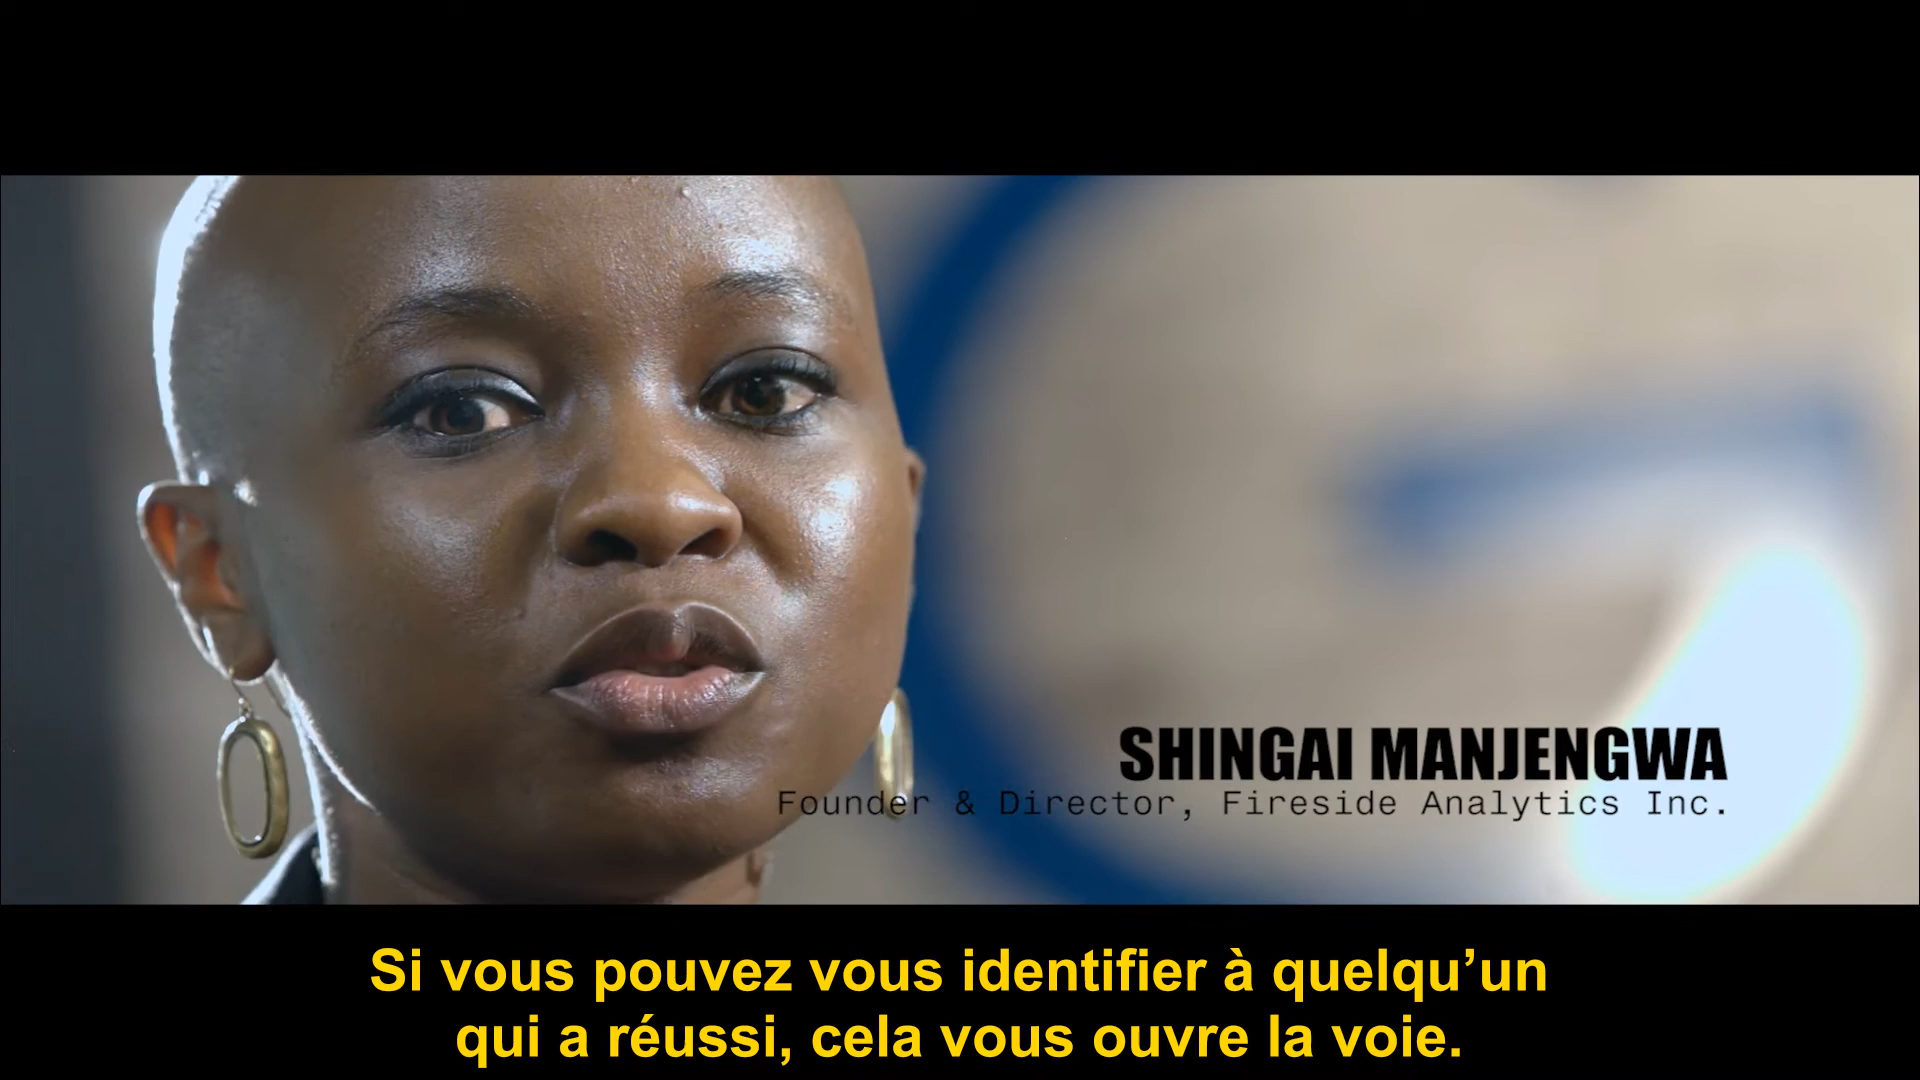 SHINGAI MANJENGWA
Founder & Director, Fireside Analytics Inc.
Si vous pouvez vous identifier à quelqu’un
qui a réussi, cela vous ouvre la voie.